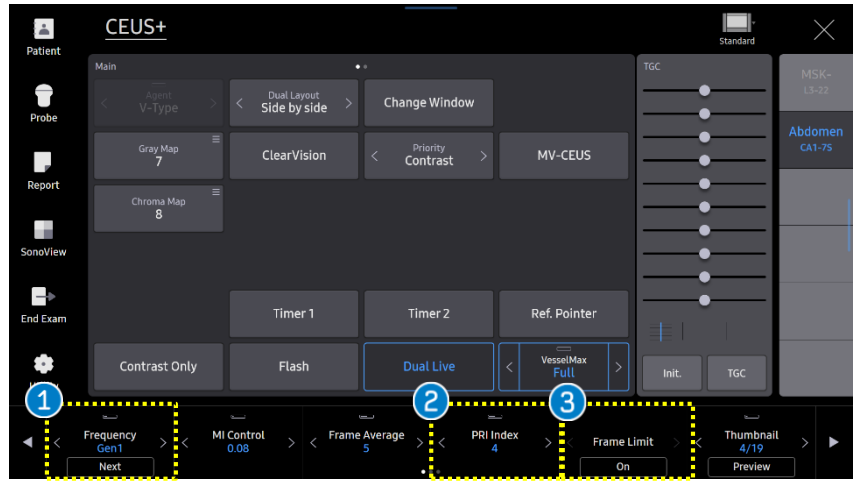 Patient
CEUS+
Standard
Main
TGC
MSK-
L3-22
Agent
V-Type
Dual Layout
Side by side
Change Window
Probe
Abdomen
CA1-7S
Gray Map
7
ClearVision
Priority
Contrast
MV-CEUS
Report
Chroma Map
8
SonoView
End Exam
Timer 1
Timer 2
Ref. Pointer
Contrast Only
Flash
Dual Live
VesselMax
Full
Init.
TGC
1
2
3
Frequency
Gen1
Next
MI Control
0.08
Frame Average
5
PRI Index
4
Frame Limit
On
Thumbnail
4/19
Preview